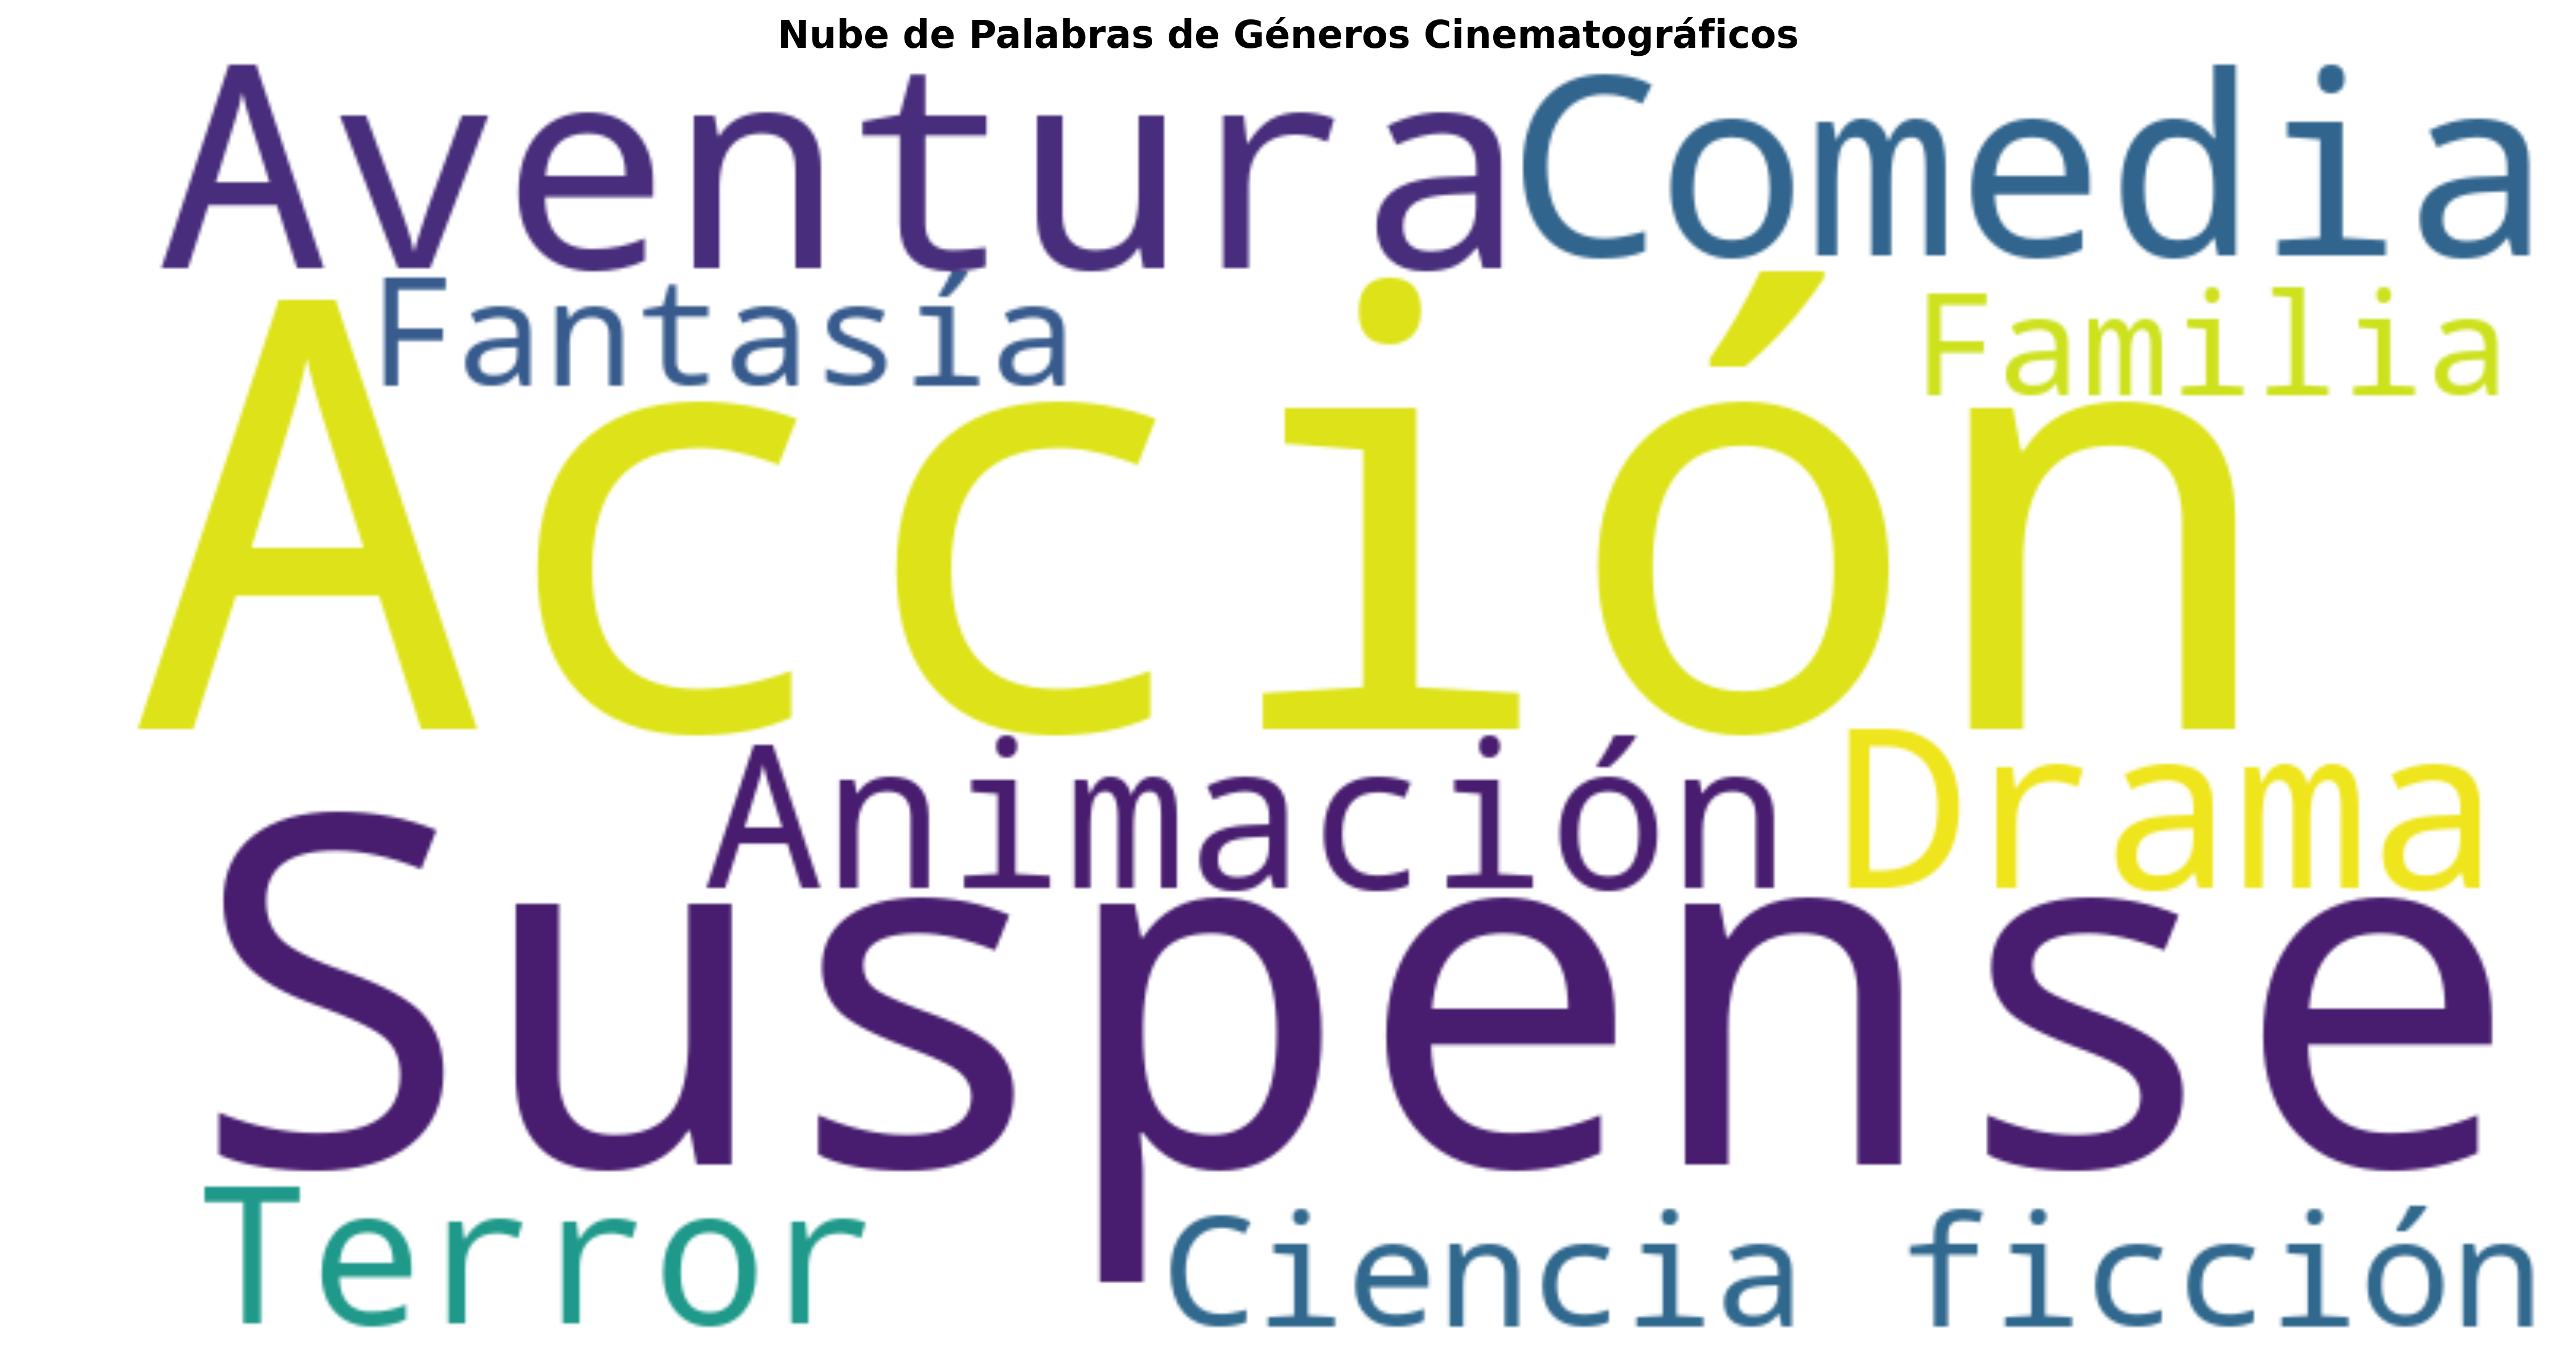 Nube de Palabras de Géneros Cinematográficos
Aventura Comedia
Fantasía Familia
Acción
Animación Drama
Suspense
Terror Ciencia ficción